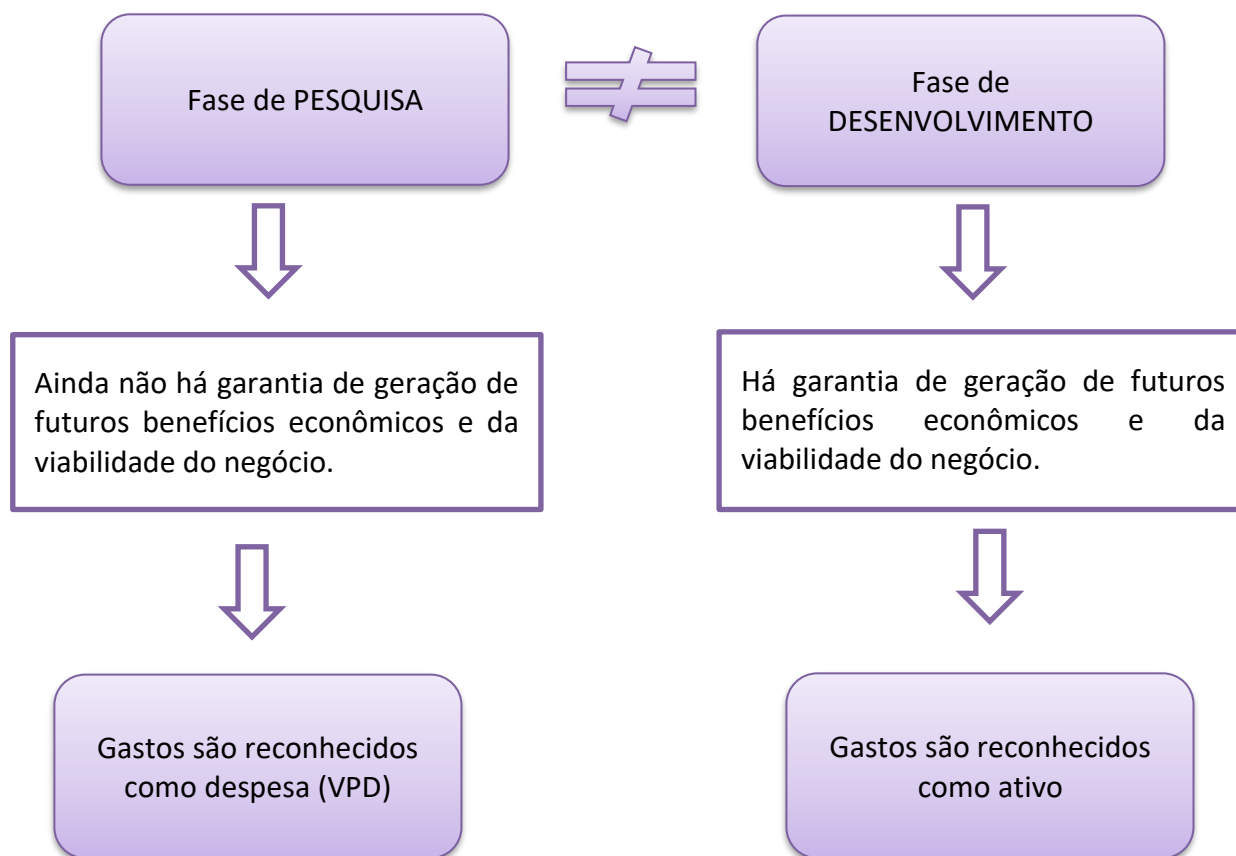 Fase de PESQUISA
Fase de
DESENVOLVIMENTO
Ainda não há garantia de geração de
futuros benefícios econômicos e da
viabilidade do negócio.
Há garantia de geração de futuros
benefícios econômicos e da
viabilidade do negócio.
Gastos são reconhecidos
como despesa (VPD)
Gastos são reconhecidos
como ativo